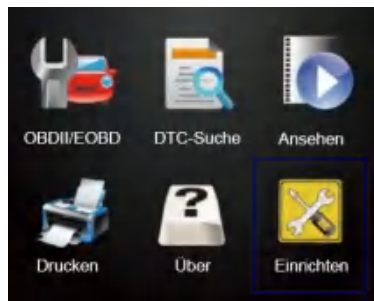 OBDII/EOBD DTC-Suche Ansehen
?
Drucken Über Einrichten